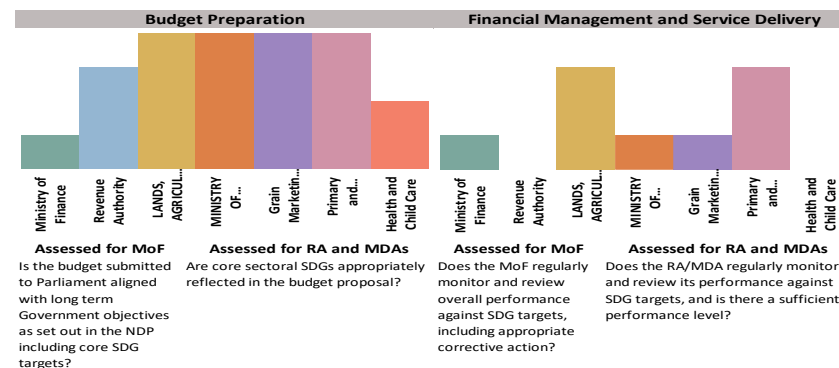 Budget Preparation
Ministry of
Finance
Revenue
Authority
LANDS,
AGRICUL...
MINISTRY
OF...
Grain
Marketin...
Primary
and...
Health and
Child Care
Assessed for MoF
Assessed for RA and MDAs
Is the budget submitted
to Parliament aligned
with long term
Government objectives
as set out in the NDP
including core SDG
targets?
Are core sectoral SDGs appropriately
reflected in the budget proposal?
Financial Management and Service Delivery
Ministry of
Finance
Revenue
Authority
LANDS,
AGRICUL...
MINISTRY
OF...
Grain
Marketin...
Primary
and...
Health and
Child Care
Assessed for MoF
Assessed for RA and MDAs
Does the MoF regularly
monitor and review
overall performance
against SDG targets,
including appropriate
corrective action?
Does the RA/MDA regularly monitor
and review its performance against
SDG targets, and is there a sufficient
performance level?